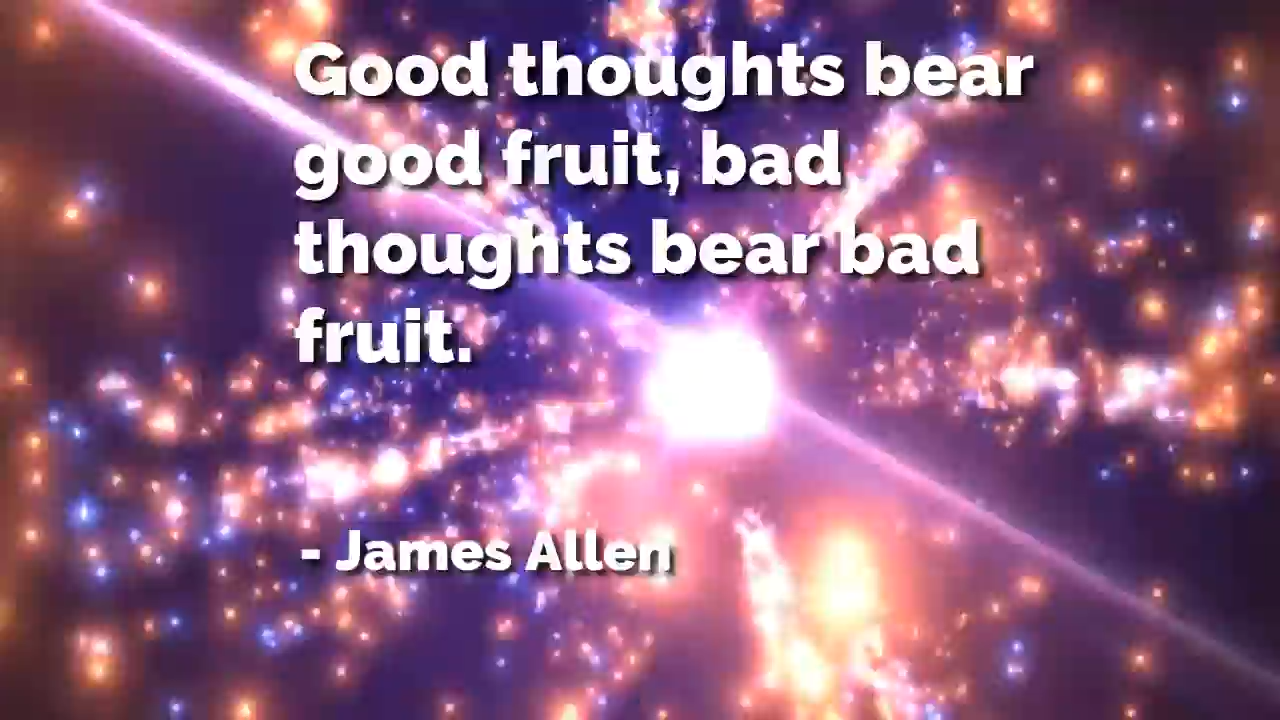 Good thoughts bear
good fruit, bad
thoughts bear bad
fruit.
- James Allen